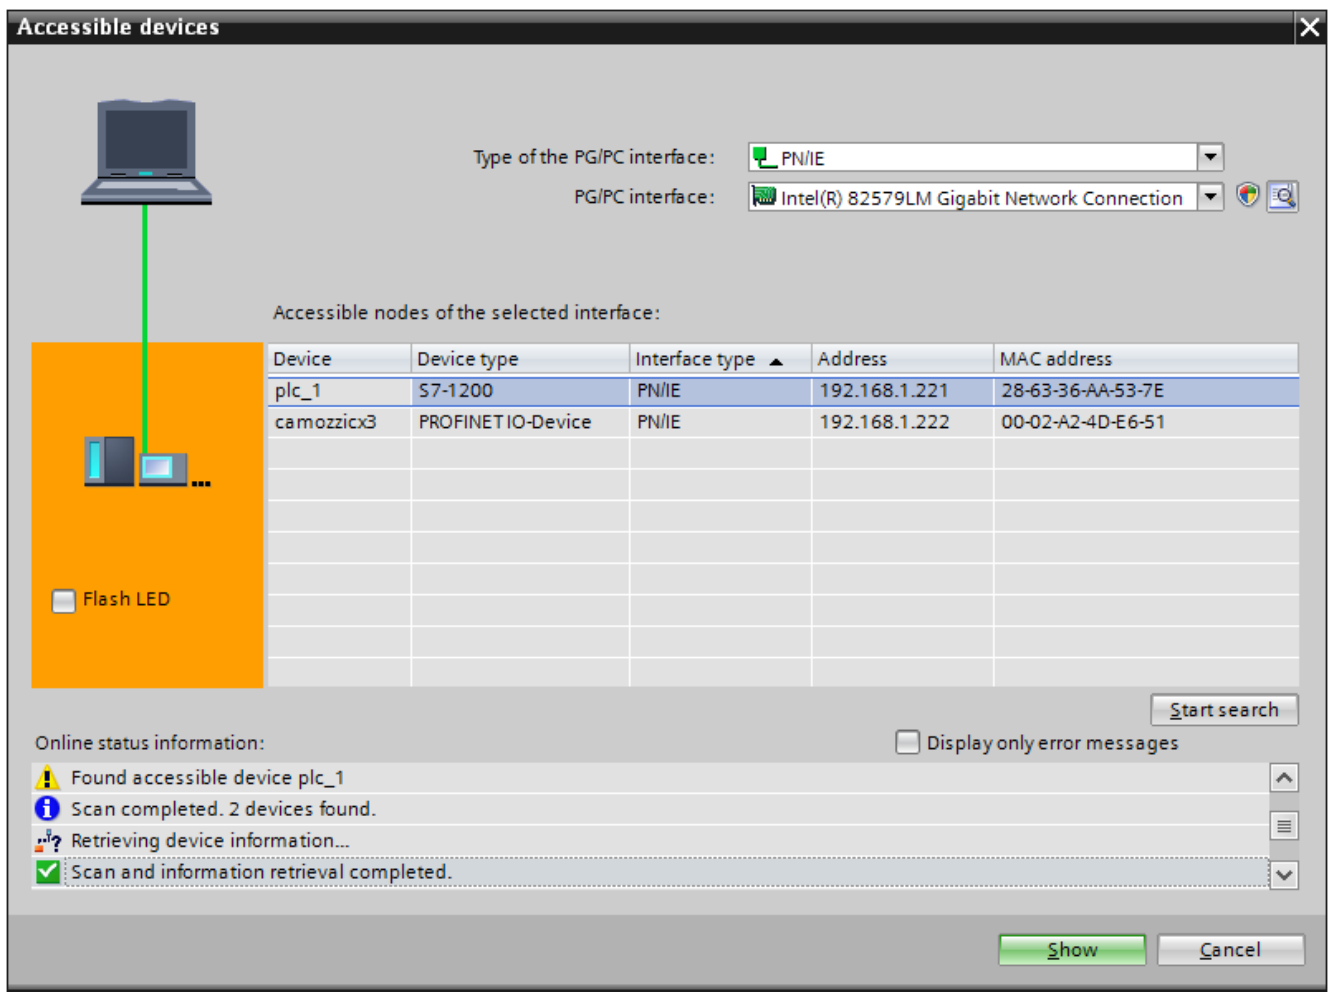 Accessible devices
Type of the PG/PC interface: PN/IE
PG/PC interface: Intel(R) 82579LM Gigabit Network Connection
Accessible nodes of the selected interface:
Device Device type Interface type Address MAC address
plc_1 S7-1200 PN/IE 192.168.1.221 28-63-36-AA-53-7E
camozzicx3 PROFINET IO-Device PN/IE 192.168.1.222 00-02-A2-4D-E6-51
Flash LED
Start search
Online status information: Display only error messages
Found accessible device plc_1
Scan completed. 2 devices found.
Retrieving device information...
Scan and information retrieval completed.
Show Cancel